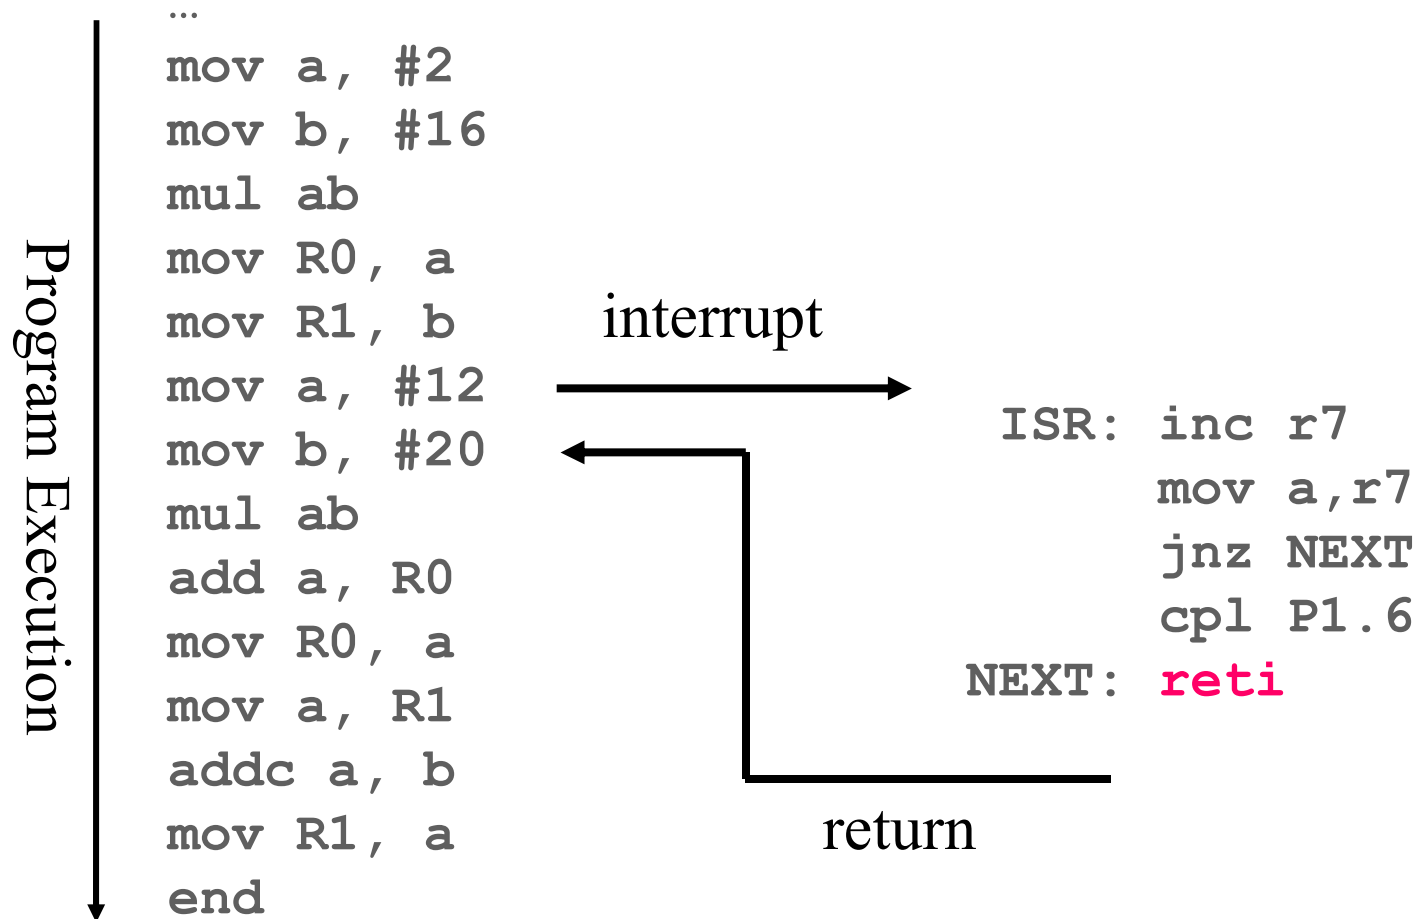 ...
mov a, #2
mov b, #16
mul ab
mov R0, a
mov R1, b
mov a, #12
mov b, #20
mul ab
add a, R0
mov R0, a
mov a, R1
addc a, b
mov R1, a
end
Program Execution
interrupt
ISR: inc r7
mov a,r7
jnz NEXT
cpl P1.6
NEXT: reti
return